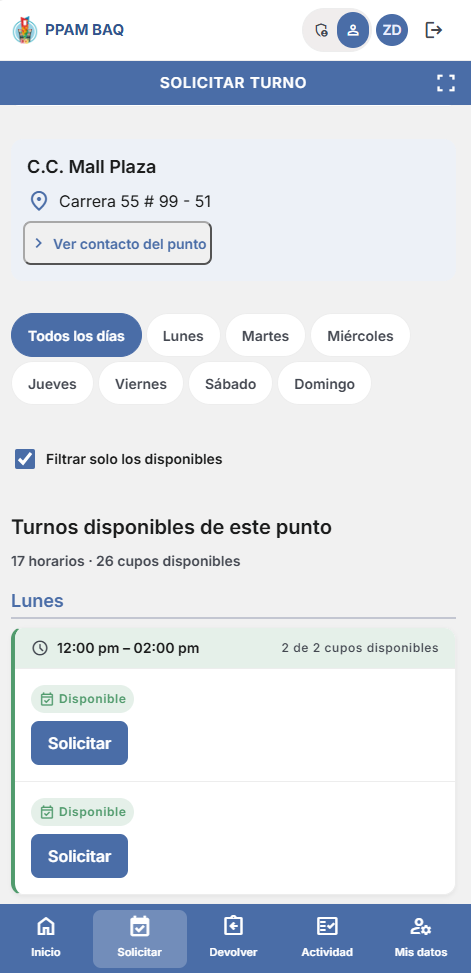 PPAM BAQ
ZD
SOLICITAR TURNO
C.C. Mall Plaza
Carrera 55 # 99 - 51
Ver contacto del punto
Todos los días
Lunes
Martes
Miércoles
Jueves
Viernes
Sábado
Domingo
Filtrar solo los disponibles
Turnos disponibles de este punto
17 horarios · 26 cupos disponibles
Lunes
12:00 pm – 02:00 pm
2 de 2 cupos disponibles
Disponible
Solicitar
Disponible
Solicitar
Inicio
Solicitar
Devolver
Actividad
Mis datos